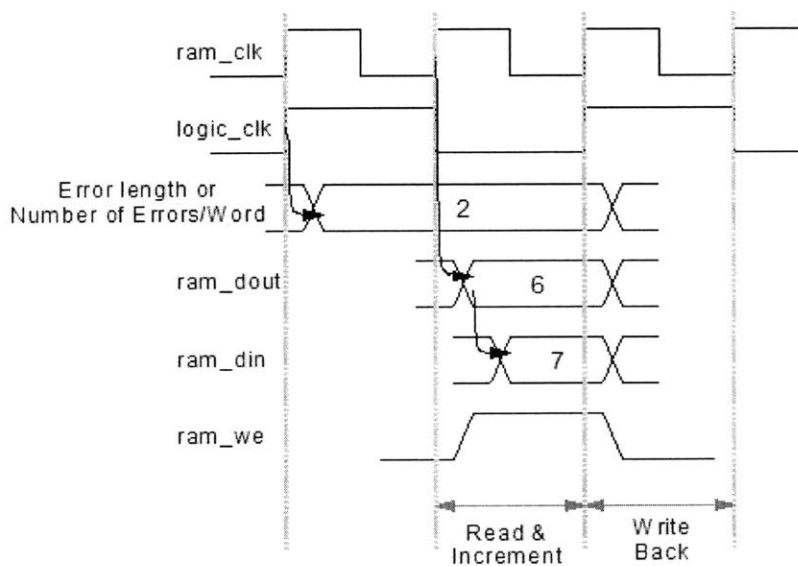 ram_clk
logic_clk
Error length or
Number of Errors/Word
2
ram_dout
6
ram_din
7
ram_we
Read &
Increment
Write
Back